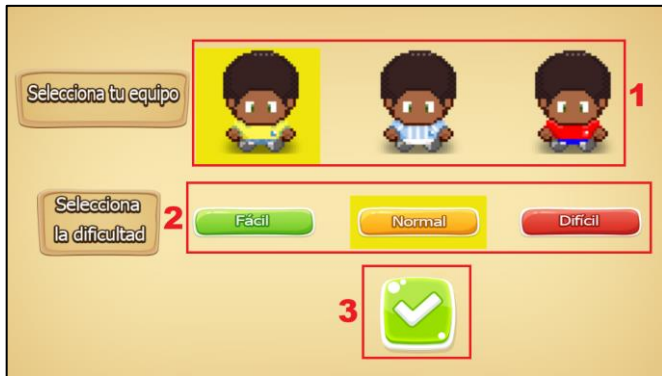 Selecciona tu equipo
1
Selecciona
la dificultad
2
Fácil
Normal
Difícil
3